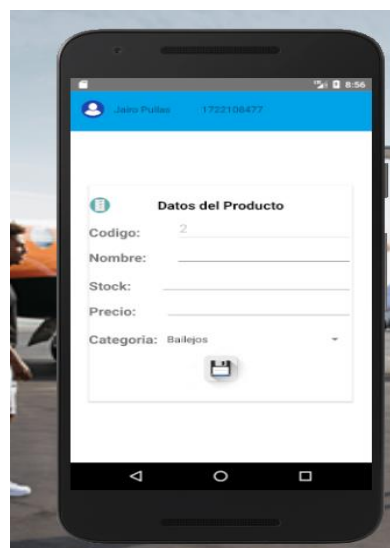 8:56
Jairo Pullas 1722108477
Datos del Producto
Codigo: 2
Nombre:
Stock:
Precio:
Categoria: Bailejos